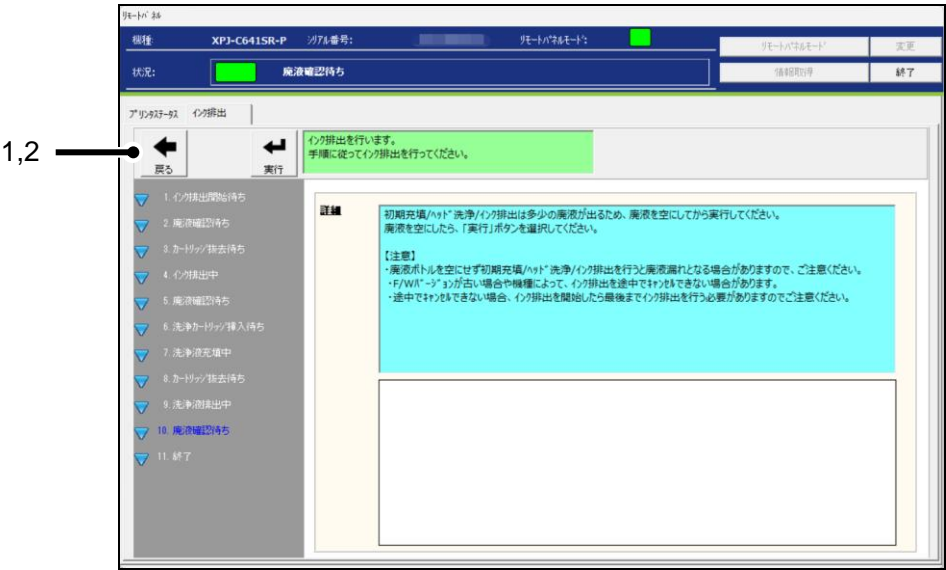 リモートパネル
機種: XPJ-C641SR-P シリアル番号: リモートパネルモード: リモートパネルモード 変更
状況: 廃液確認待ち 情報取得 終了
プリンタステータス インク排出
1,2
戻る 実行
インク排出を行います。
手順に従ってインク排出を行ってください。
1. インク排出開始待ち
2. 廃液確認待ち
3. カートリッジ抜去待ち
4. インク排出中
5. 廃液確認待ち
6. 洗浄カートリッジ挿入待ち
7. 洗浄液充填中
8. カートリッジ抜去待ち
9. 洗浄液排出中
10. 廃液確認待ち
11. 終了
詳細
初期充填/ヘッド洗浄/インク排出は多少の廃液が出るため、廃液を空にしてから実行してください。
廃液を空にしたら、「実行」ボタンを選択してください。
【注意】
・廃液ボトルを空にせず初期充填/ヘッド洗浄/インク排出を行うと廃液漏れとなる場合がありますので、ご注意ください。
・F/Wバージョンが古い場合や機種によって、インク排出を途中でキャンセルできない場合があります。
・途中でキャンセルできない場合、インク排出を開始したら最後までインク排出を行う必要がありますのでご注意ください。